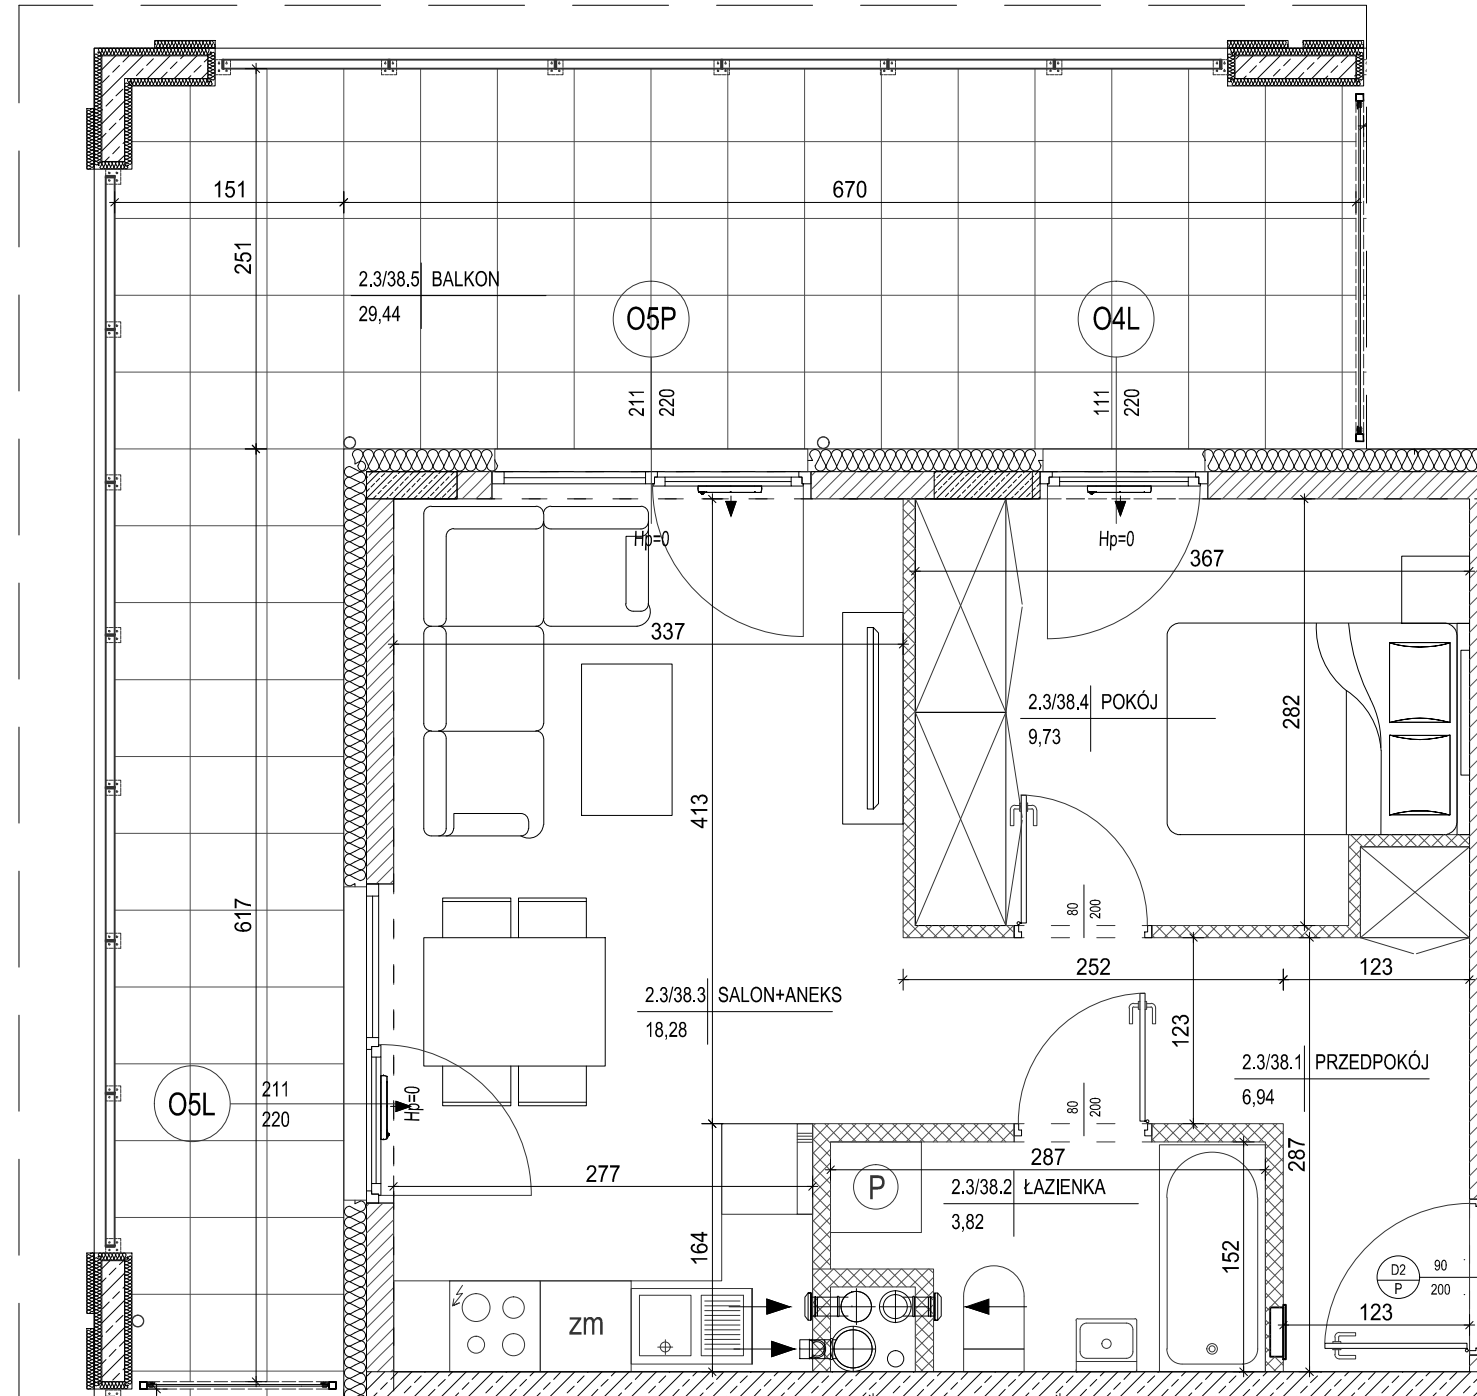 151
670
251
2.3/38.5 BALKON
29,44
O5P
O4L
211
220
111
220
Hp=0
Hp=0
367
337
2.3/38.4 POKÓJ
9,73
282
413
80
200
617
252
123
2.3/38.3 SALON+ANEKS
18,28
123
2.3/38.1 PRZEDPOKÓJ
6,94
O5L
211
220
Hp=0
80
200
277
287
287
P
2.3/38.2 ŁAZIENKA
3,82
164
152
D2
P
90
200
123
zm